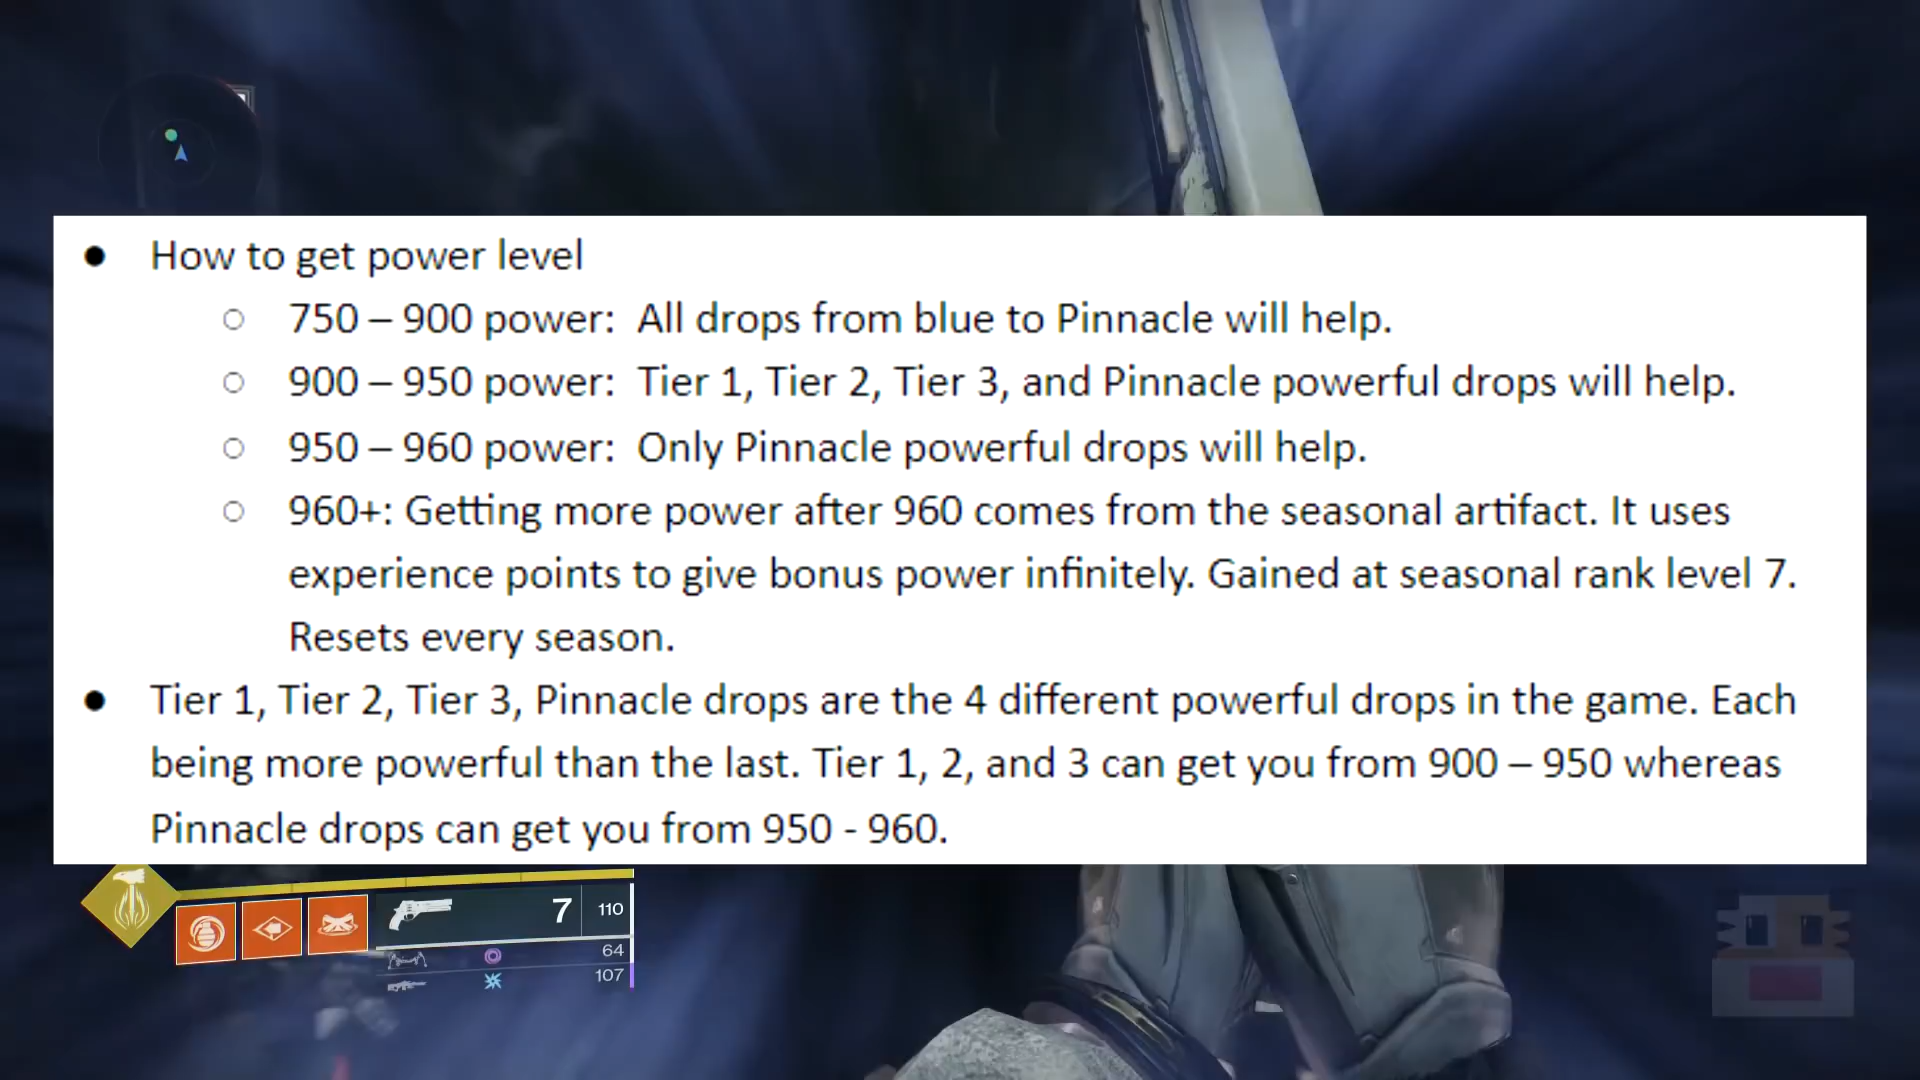 ● How to get power level
○ 750 – 900 power: All drops from blue to Pinnacle will help.
○ 900 – 950 power: Tier 1, Tier 2, Tier 3, and Pinnacle powerful drops will help.
○ 950 – 960 power: Only Pinnacle powerful drops will help.
○ 960+: Getting more power after 960 comes from the seasonal artifact. It uses
experience points to give bonus power infinitely. Gained at seasonal rank level 7.
Resets every season.
● Tier 1, Tier 2, Tier 3, Pinnacle drops are the 4 different powerful drops in the game. Each
being more powerful than the last. Tier 1, 2, and 3 can get you from 900 – 950 whereas
Pinnacle drops can get you from 950 - 960.
7 110
64
107